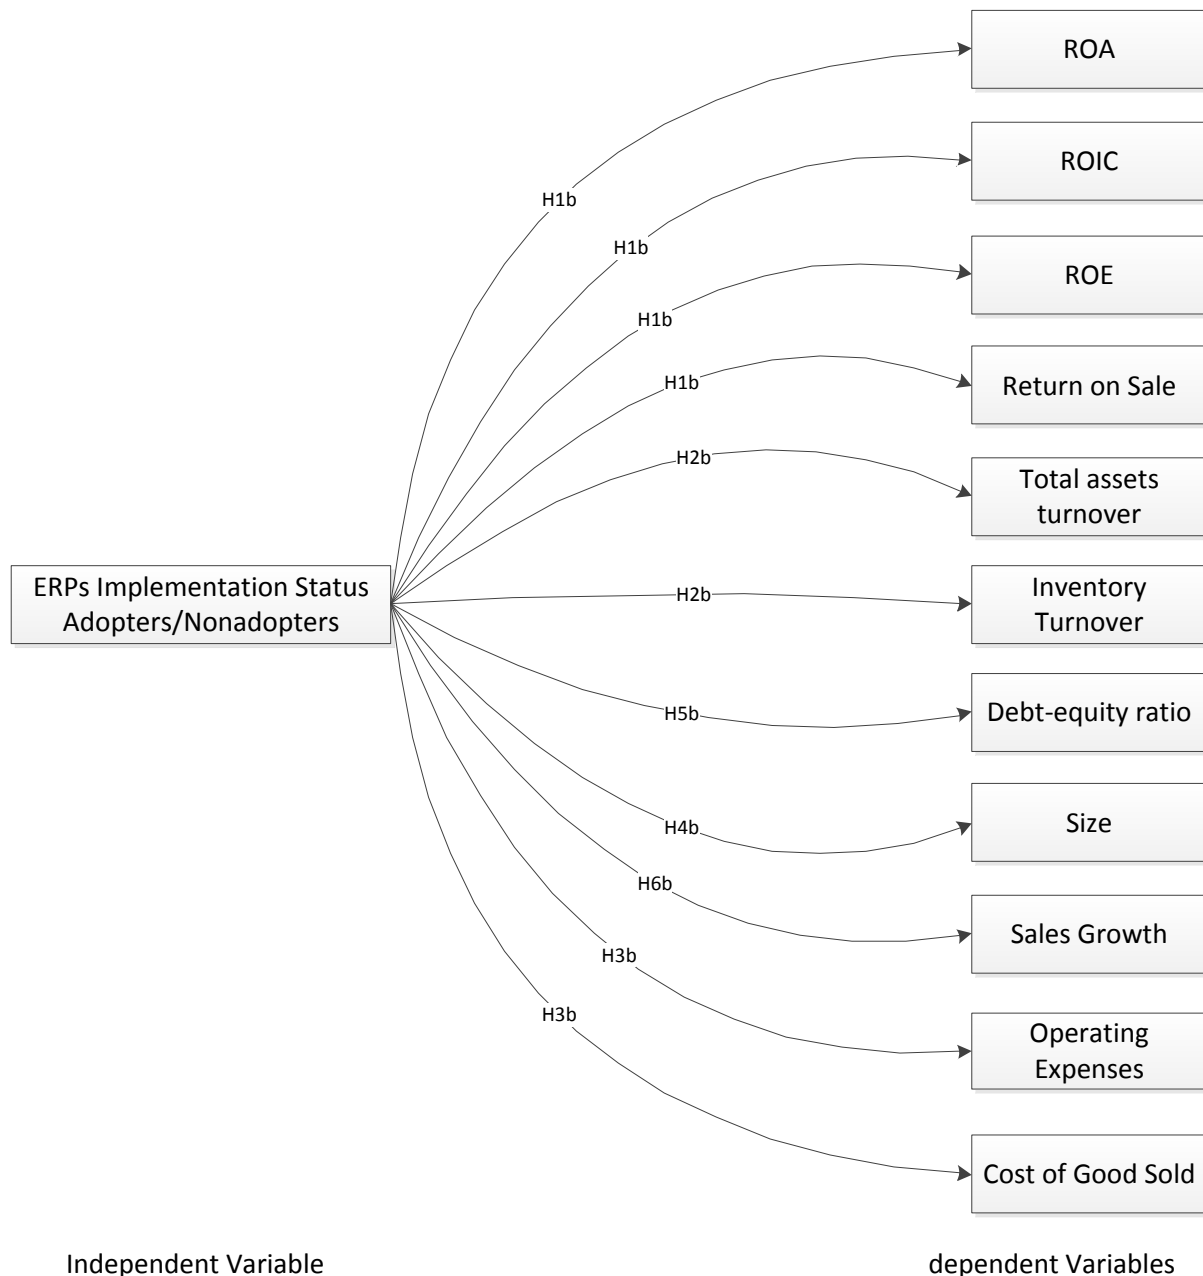 ROA
ROIC
H1b
H1b
ROE
H1b
Return on Sale
H1b
H2b
Total assets
turnover
ERPs Implementation Status
Adopters/Nonadopters
H2b
Inventory
Turnover
H5b
Debt-equity ratio
H4b
Size
H6b
Sales Growth
H3b
Operating
Expenses
H3b
Cost of Good Sold
Independent Variable
dependent Variables